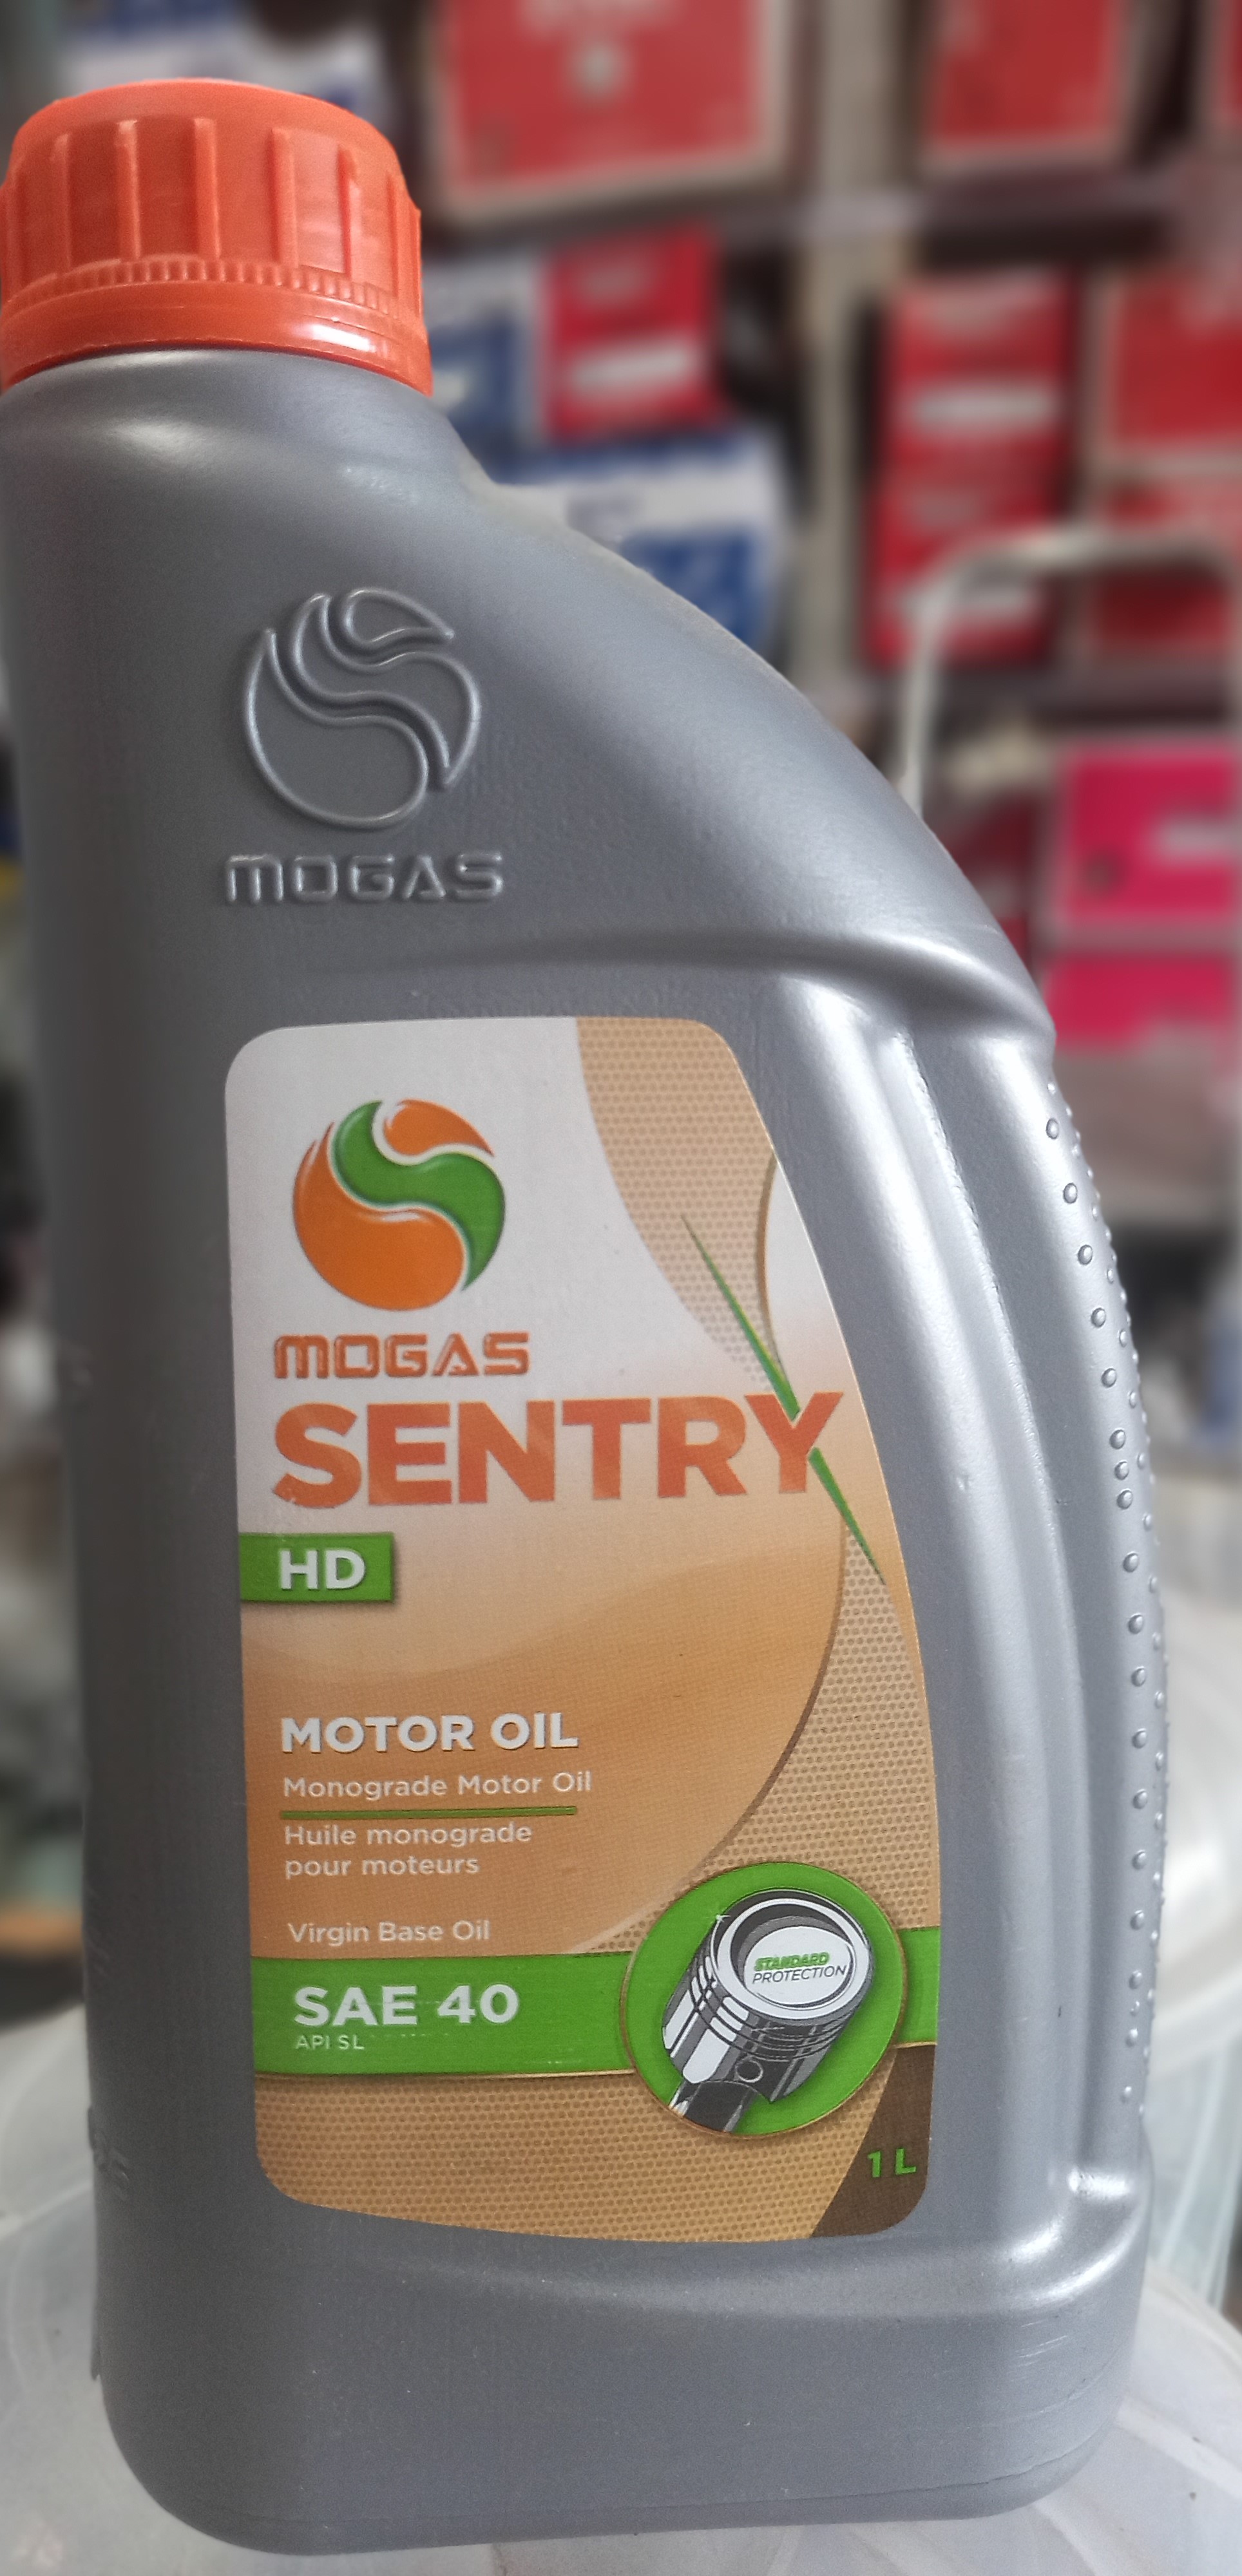 MOGAS
MOGAS
SENTRY
HD
MOTOR OIL
Monograde Motor Oil
Huile monograde
pour moteurs
Virgin Base Oil
SAE 40
API SL
STANDARD
PROTECTION
1 L